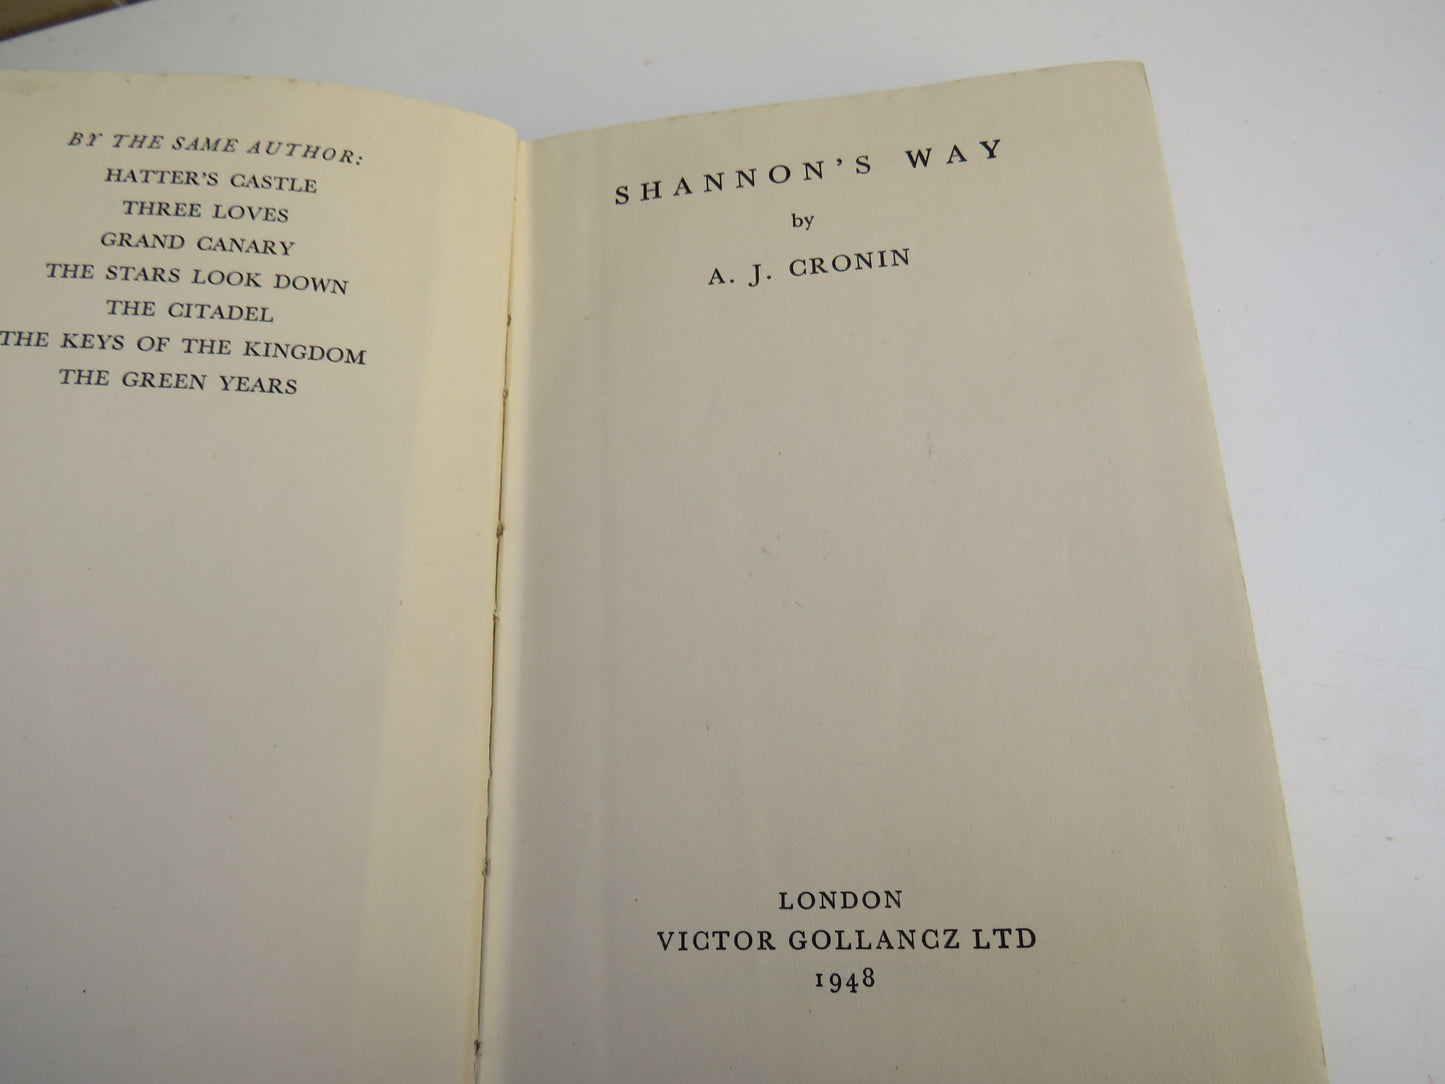 BY THE SAME AUTHOR:
HATTER'S CASTLE
THREE LOVES
GRAND CANARY
THE STARS LOOK DOWN
THE CITADEL
THE KEYS OF THE KINGDOM
THE GREEN YEARS
SHANNON'S WAY
by
A. J. CRONIN
LONDON
VICTOR GOLLANCZ LTD
1948